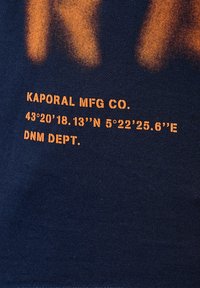 KAPORAL MFG CO.
43°20'18.13''N 5°22'25.6''E
DNM DEPT.